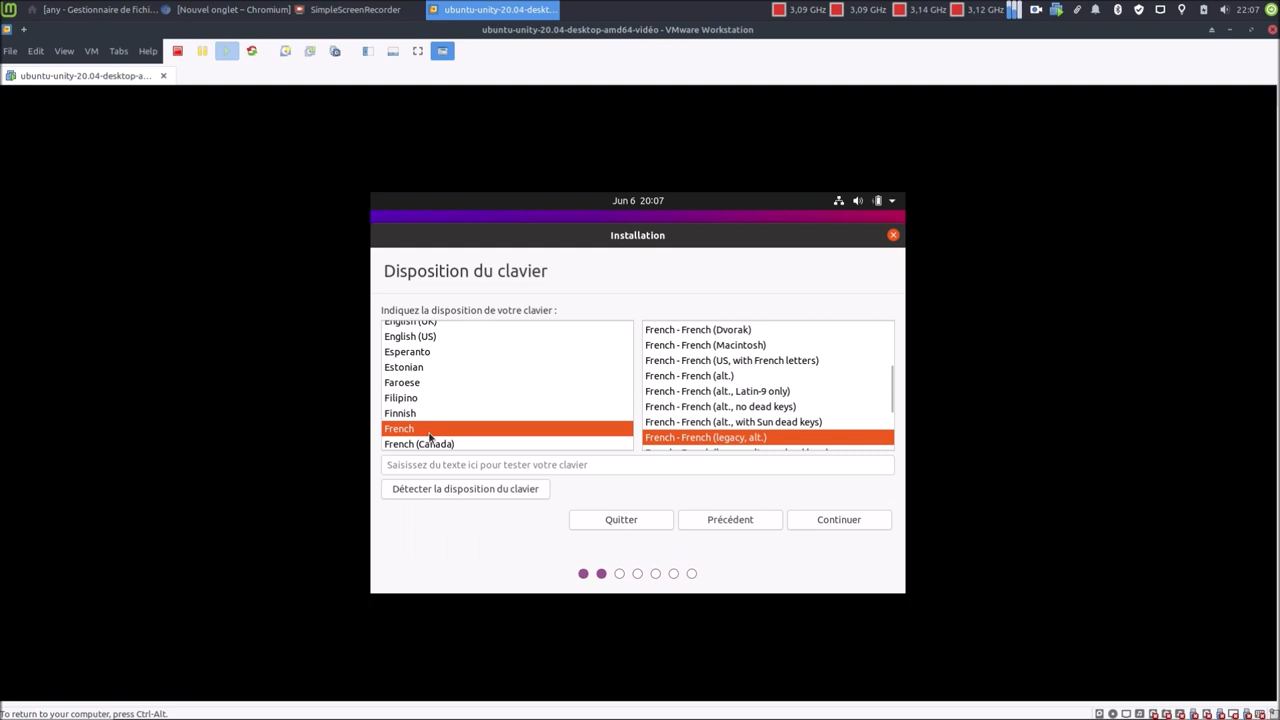 [any - Gestionnaire de fichi...
[Nouvel onglet ~ Chromium]
SimpleScreenRecorder
ubuntu-unity-20.04-deskt...
3,09 GHz
3,09 GHz
3,14 GHz
3,12 GHz
22:07
ubuntu-unity-20.04-desktop-amd64-vidéo - VMware Workstation
File Edit View VM Tabs Help
ubuntu-unity-20.04-desktop-a...
Jun 6 20:07
Installation
Disposition du clavier
Indiquez la disposition de votre clavier :
English (UK)
English (US)
Esperanto
Estonian
Faroese
Filipino
Finnish
French
French (Canada)
French - French (Dvorak)
French - French (Macintosh)
French - French (US, with French letters)
French - French (alt.)
French - French (alt., Latin-9 only)
French - French (alt., no dead keys)
French - French (alt., with Sun dead keys)
French - French (legacy, alt.)
Saisissez du texte ici pour tester votre clavier
Détecter la disposition du clavier
Quitter
Précédent
Continuer
To return to your computer, press Ctrl-Alt.